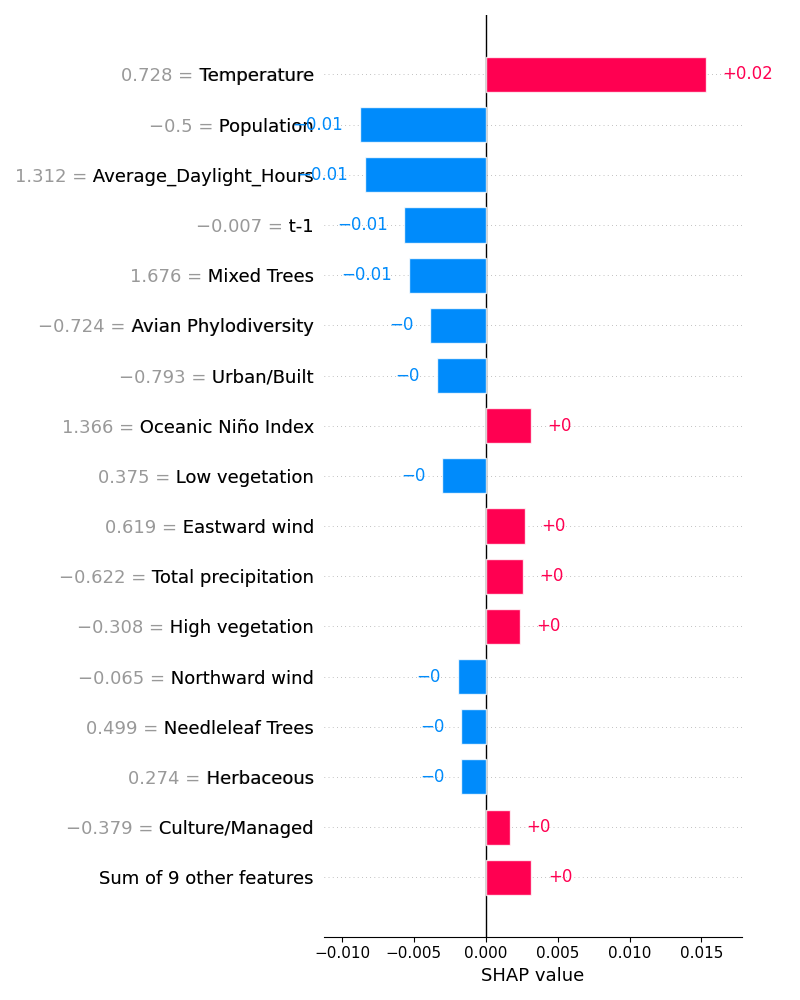 0.728 = Temperature +0.02
−0.5 = Population −0.01
1.312 = Average_Daylight_Hours −0.01
−0.007 = t-1 −0.01
1.676 = Mixed Trees −0.01
−0.724 = Avian Phylodiversity −0
−0.793 = Urban/Built −0
1.366 = Oceanic Niño Index +0
0.375 = Low vegetation −0
0.619 = Eastward wind +0
−0.622 = Total precipitation +0
−0.308 = High vegetation +0
−0.065 = Northward wind −0
0.499 = Needleleaf Trees −0
0.274 = Herbaceous −0
−0.379 = Culture/Managed +0
Sum of 9 other features +0
−0.010 −0.005 0.000 0.005 0.010 0.015
SHAP value